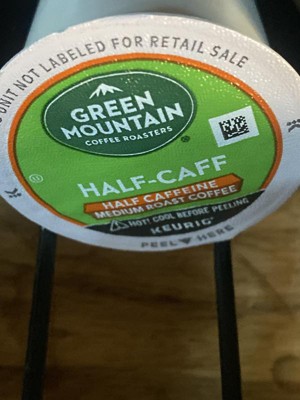 UNIT NOT LABELED FOR RETAIL SALE
GREEN
MOUNTAIN
COFFEE ROASTERS
HALF-CAFF
HALF CAFFEINE
MEDIUM ROAST COFFEE
HOT! COOL BEFORE PEELING
KEURIG
PEEL HERE